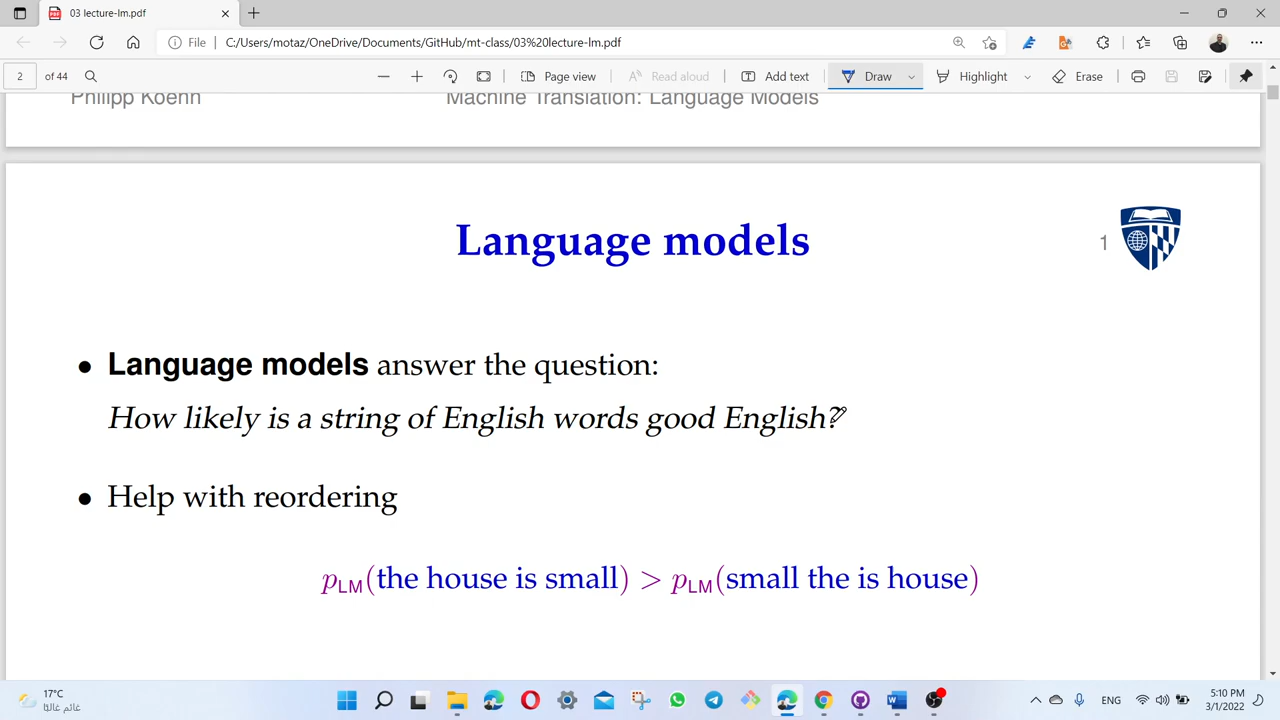 03 lecture-lm.pdf
File C:/Users/motaz/OneDrive/Documents/GitHub/mt-class/03%20lecture-lm.pdf
2 of 44 Page view Read aloud Add text Draw Highlight Erase
Philipp Koehn Machine Translation: Language Models
Language models 1
• Language models answer the question:
How likely is a string of English words good English?
• Help with reordering
pLM(the house is small) > pLM(small the is house)
17°C ENG 5:10 PM
غائم غالبًا 3/1/2022